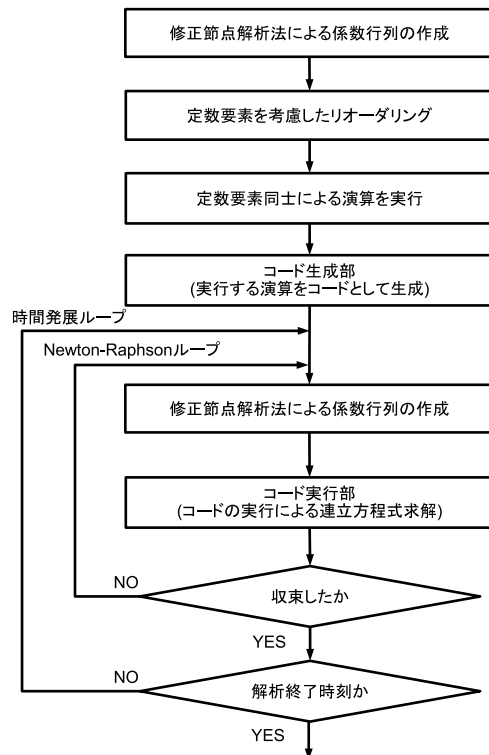 修正節点解析法による係数行列の作成
定数要素を考慮したリオーダリング
定数要素同士による演算を実行
コード生成部
(実行する演算をコードとして生成)
時間発展ループ
Newton-Raphsonループ
修正節点解析法による係数行列の作成
コード実行部
(コードの実行による連立方程式求解)
NO
収束したか
YES
NO
解析終了時刻か
YES